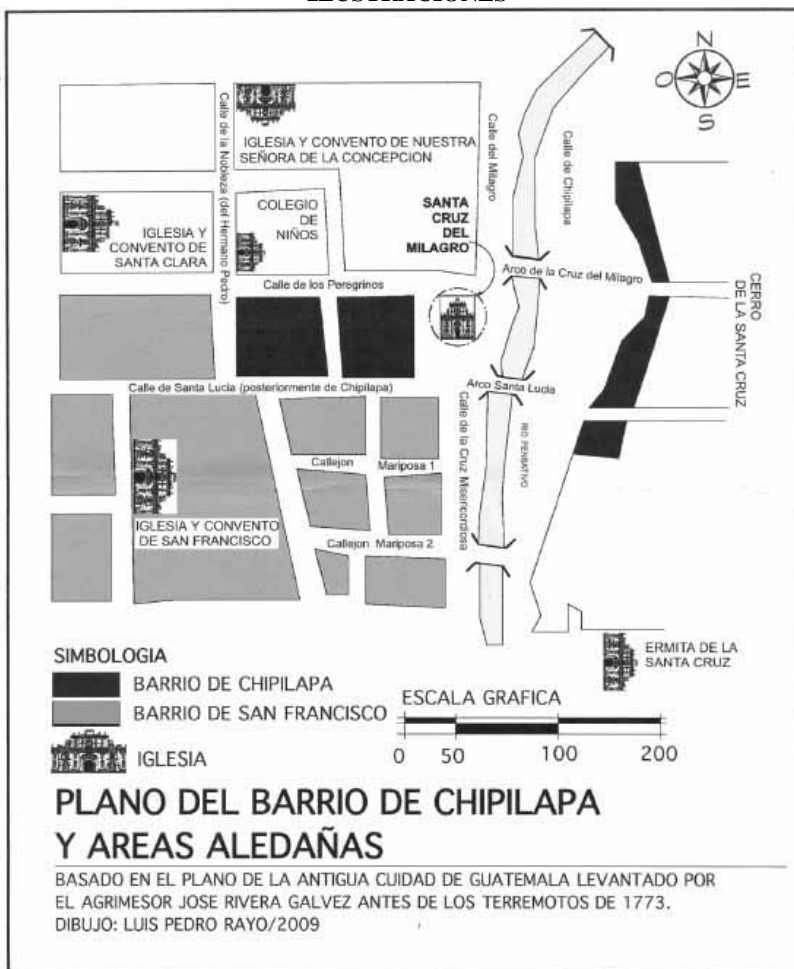 ILUSTRACIONES
N
O E
S
Calle de la Nobleza (del Hermano Pedro)
IGLESIA Y CONVENTO DE NUESTRA
SEÑORA DE LA CONCEPCION
Calle del Milagro
Calle de Chipilapa
IGLESIA Y
CONVENTO DE
SANTA CLARA
COLEGIO
DE
NIÑOS
SANTA
CRUZ
DEL
MILAGRO
Calle de los Peregrinos
Arco de la Cruz del Milagro
CERRO
DE LA SANTA CRUZ
Calle de Santa Lucia (posteriormente de Chipilapa)
Arco Santa Lucia
Calle de la Cruz Misericordiosa
RIO PENSATIVO
Callejon Mariposa 1
IGLESIA Y CONVENTO
DE SAN FRANCISCO
Callejon Mariposa 2
ERMITA DE LA
SANTA CRUZ
SIMBOLOGIA
BARRIO DE CHIPILAPA
BARRIO DE SAN FRANCISCO
IGLESIA
ESCALA GRAFICA
0 50 100 200
PLANO DEL BARRIO DE CHIPILAPA
Y AREAS ALEDAÑAS
BASADO EN EL PLANO DE LA ANTIGUA CUIDAD DE GUATEMALA LEVANTADO POR
EL AGRIMESOR JOSE RIVERA GALVEZ ANTES DE LOS TERREMOTOS DE 1773.
DIBUJO: LUIS PEDRO RAYO/2009